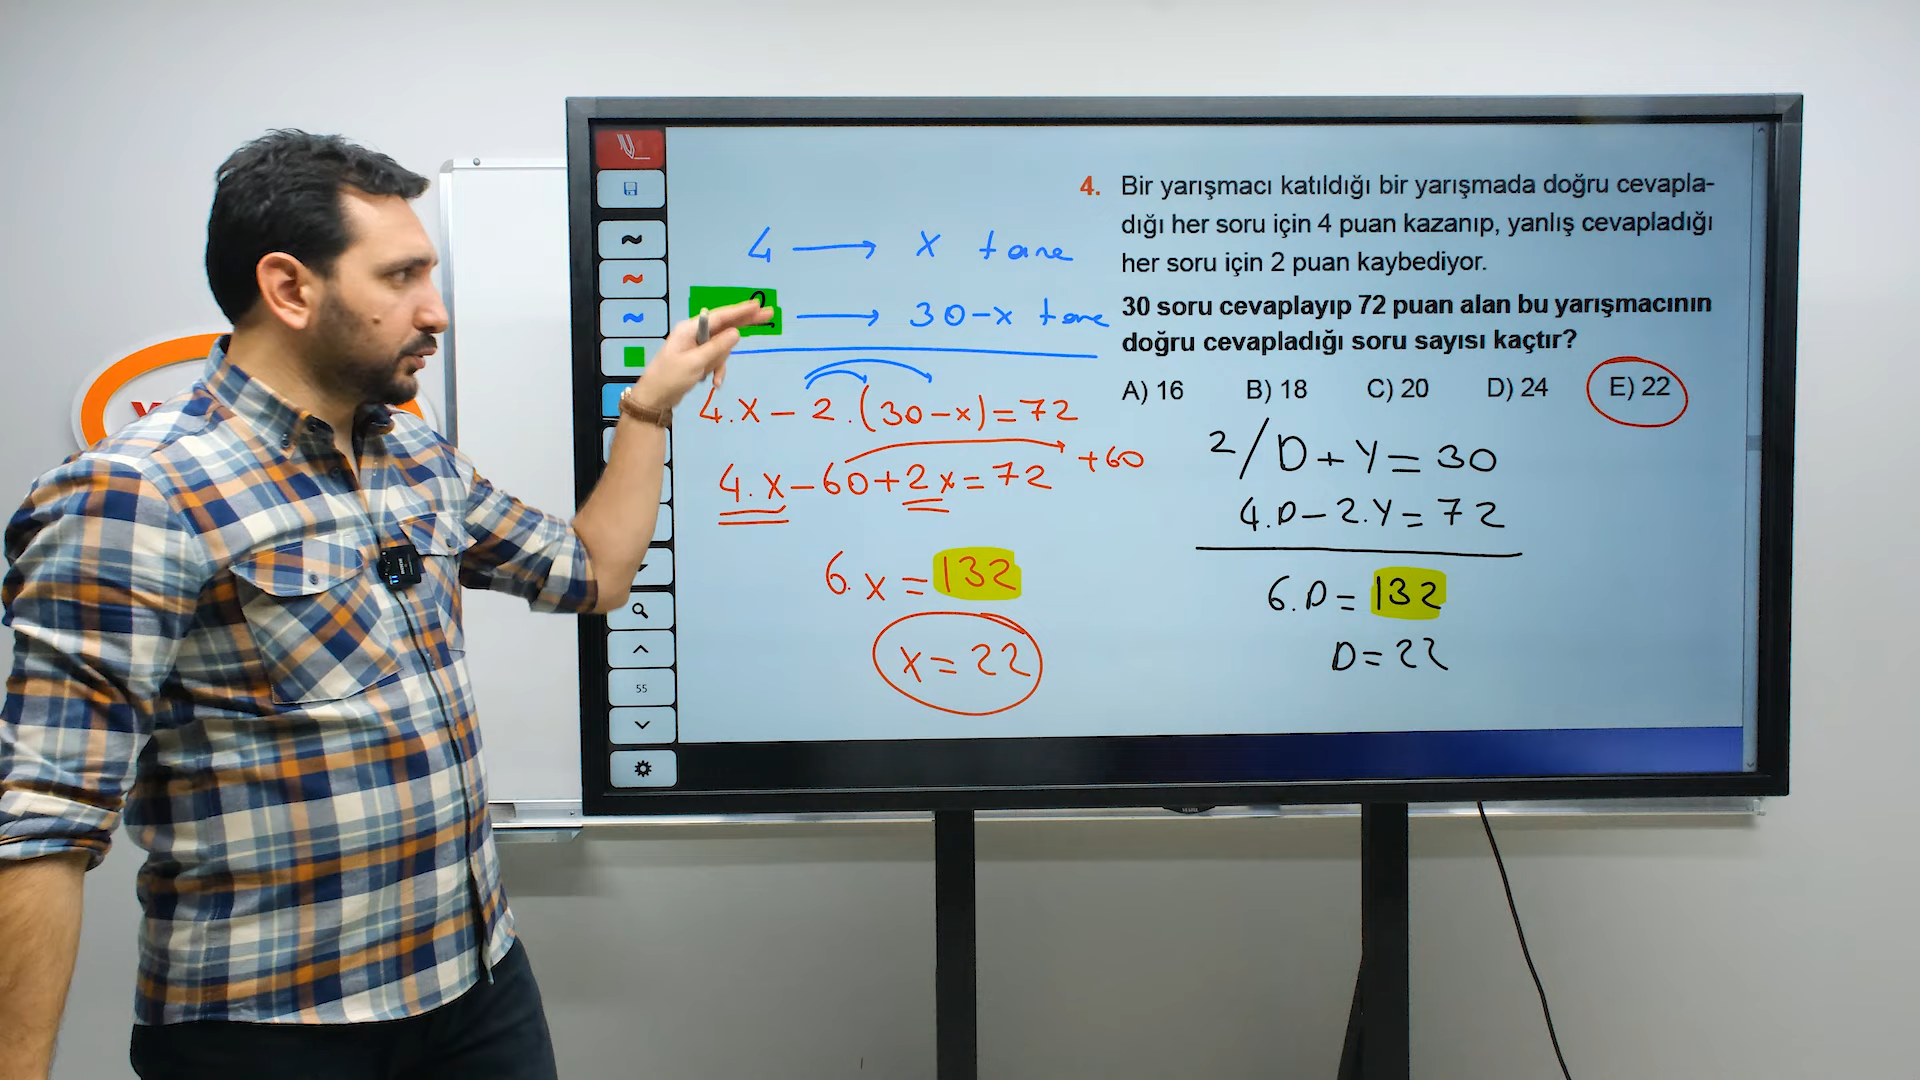 4. Bir yarışmacı katıldığı bir yarışmada doğru cevapla-
dığı her soru için 4 puan kazanıp, yanlış cevapladığı
her soru için 2 puan kaybediyor.
30 soru cevaplayıp 72 puan alan bu yarışmacının
doğru cevapladığı soru sayısı kaçtır?
A) 16 B) 18 C) 20 D) 24 E) 22
4 → x tane
2 → 30-x tane
4.x-2.(30-x)=72
4.x-60+2x=72 +60
6.x=132
x=22
2/ D+Y=30
4.D-2.Y=72
6.D=132
D=22
55